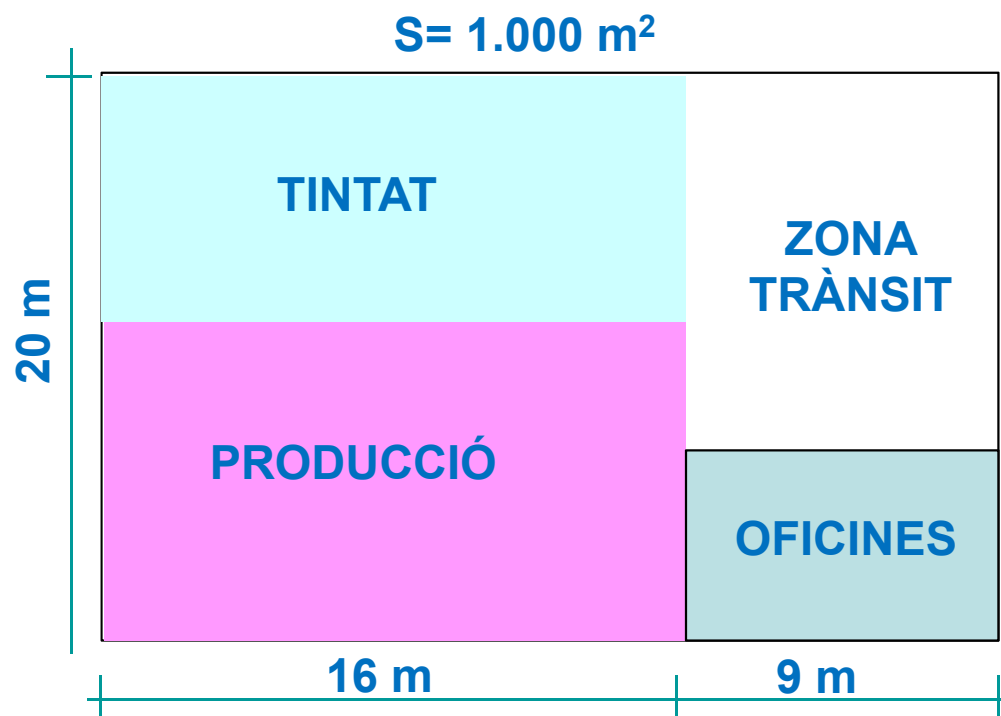 S= 1.000 m²
TINTAT
ZONA
TRÀNSIT
20 m
PRODUCCIÓ
OFICINES
16 m
9 m